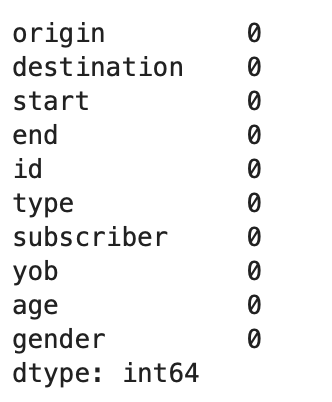 origin 0
destination 0
start 0
end 0
id 0
type 0
subscriber 0
yob 0
age 0
gender 0
dtype: int64